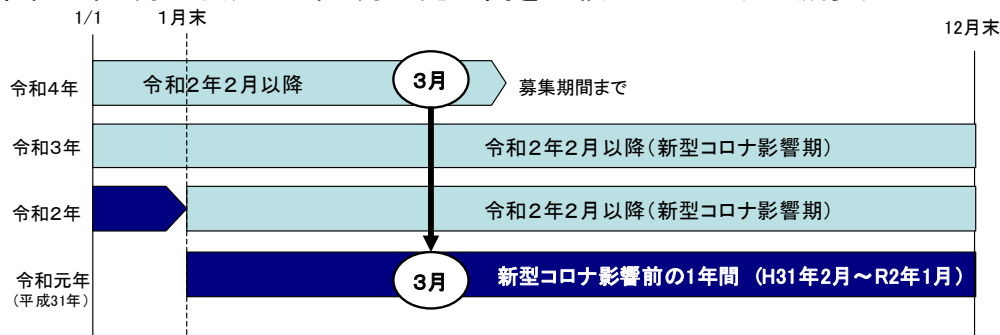 1/1
1月末
12月末
令和4年
令和2年2月以降
3月
募集期間まで
令和3年
令和2年2月以降(新型コロナ影響期)
令和2年
令和2年2月以降(新型コロナ影響期)
令和元年
(平成31年)
3月
新型コロナ影響前の1年間 (H31年2月~R2年1月)